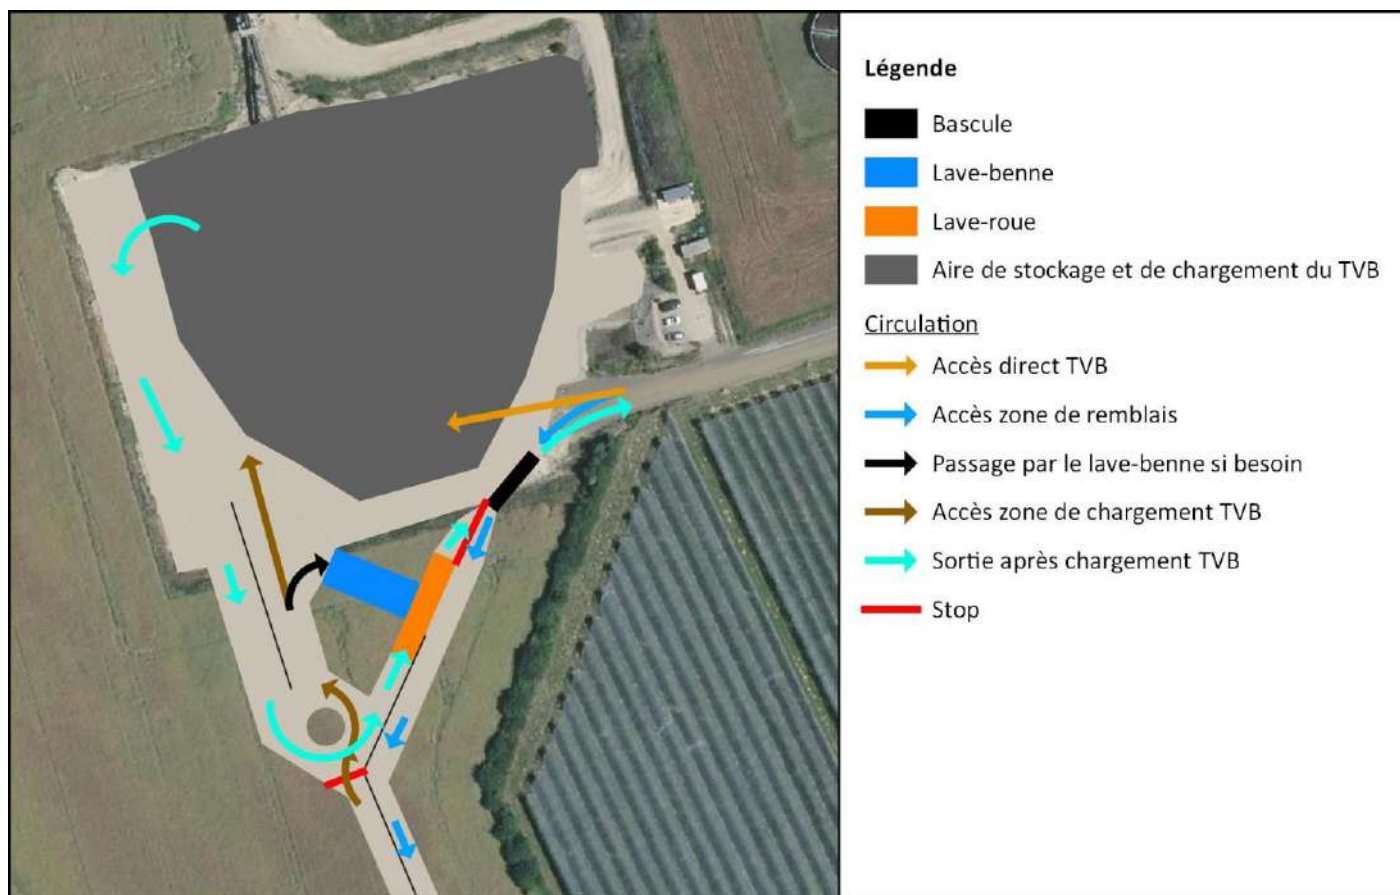 Légende
Bascule
Lave-benne
Lave-roue
Aire de stockage et de chargement du TVB
Circulation
Accès direct TVB
Accès zone de remblais
Passage par le lave-benne si besoin
Accès zone de chargement TVB
Sortie après chargement TVB
Stop